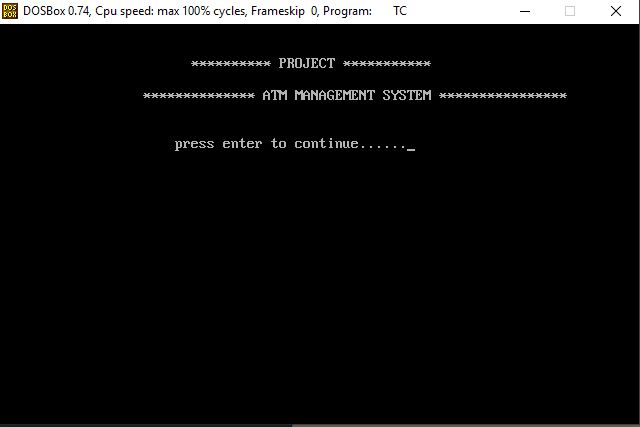 DOSBox 0.74, Cpu speed: max 100% cycles, Frameskip 0, Program: TC
********** PROJECT ***********
************** ATM MANAGEMENT SYSTEM ****************
press enter to continue......_